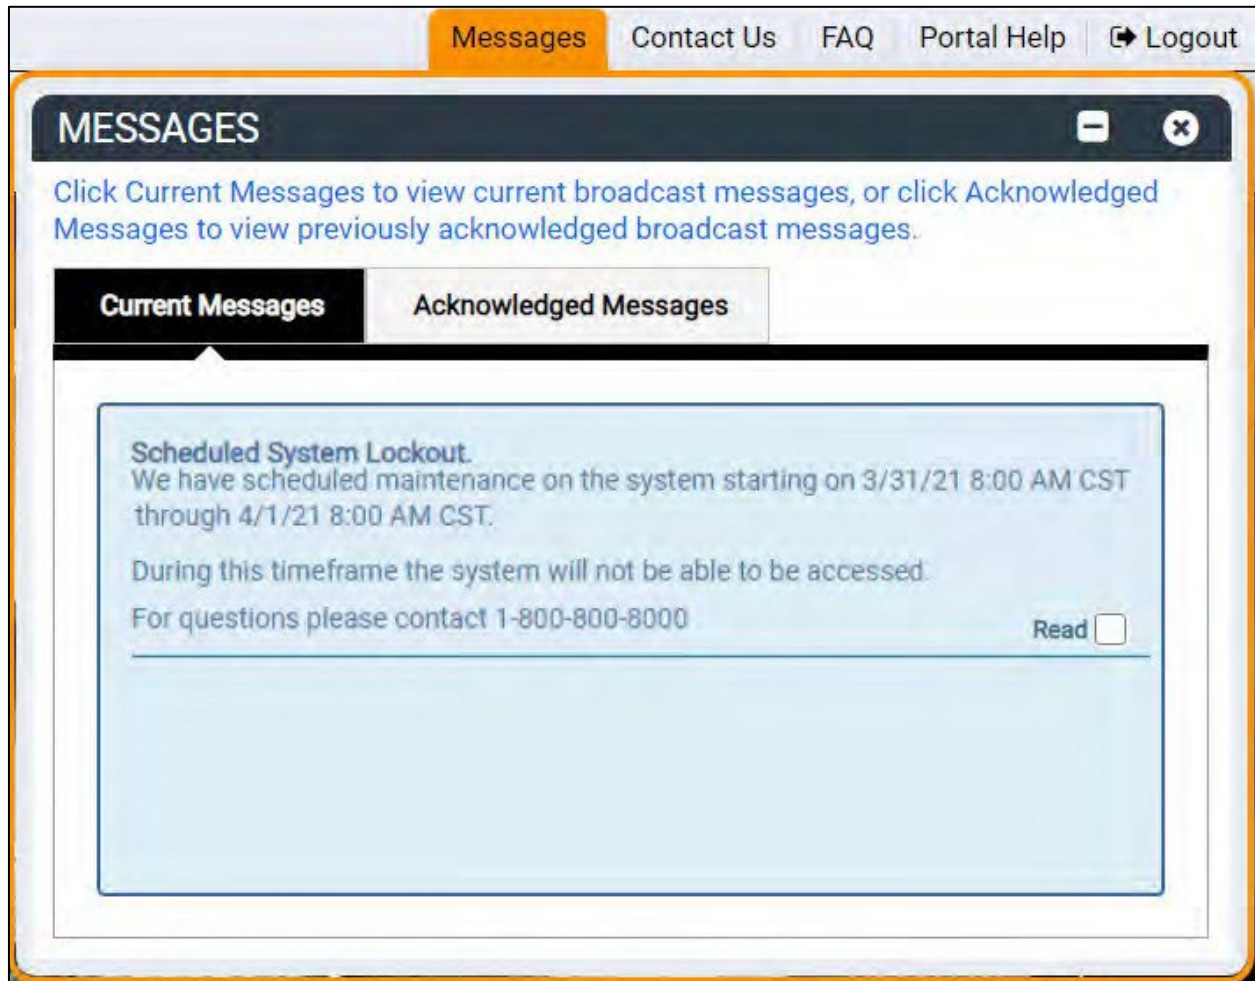 Messages Contact Us FAQ Portal Help Logout
MESSAGES
Click Current Messages to view current broadcast messages, or click Acknowledged
Messages to view previously acknowledged broadcast messages.
Current Messages Acknowledged Messages
Scheduled System Lockout.
We have scheduled maintenance on the system starting on 3/31/21 8:00 AM CST
through 4/1/21 8:00 AM CST.
During this timeframe the system will not be able to be accessed.
For questions please contact 1-800-800-8000
Read